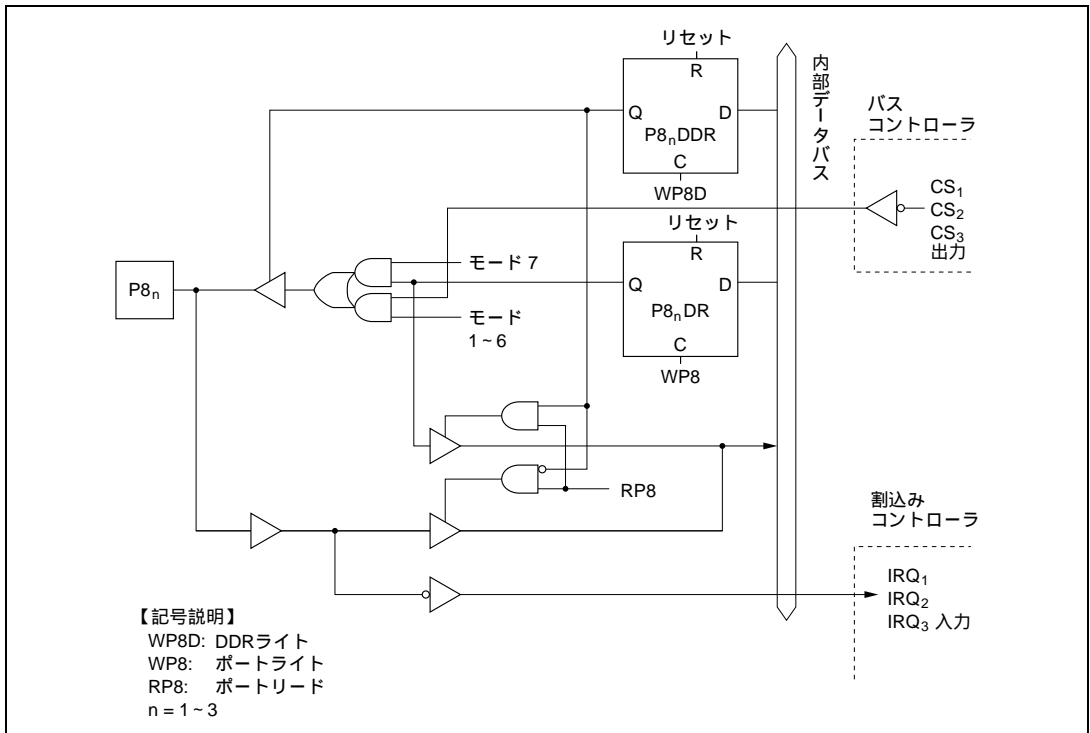 リセット
R
Q
D
P8nDDR
C
WP8D
内部データバス
バス
コントローラ
CS1
CS2
CS3
出力
リセット
R
Q
D
P8nDR
C
WP8
P8n
モード 7
モード
1~6
RP8
割込み
コントローラ
IRQ1
IRQ2
IRQ3 入力
【記号説明】
WP8D: DDRライト
WP8: ポートライト
RP8: ポートリード
n = 1~3